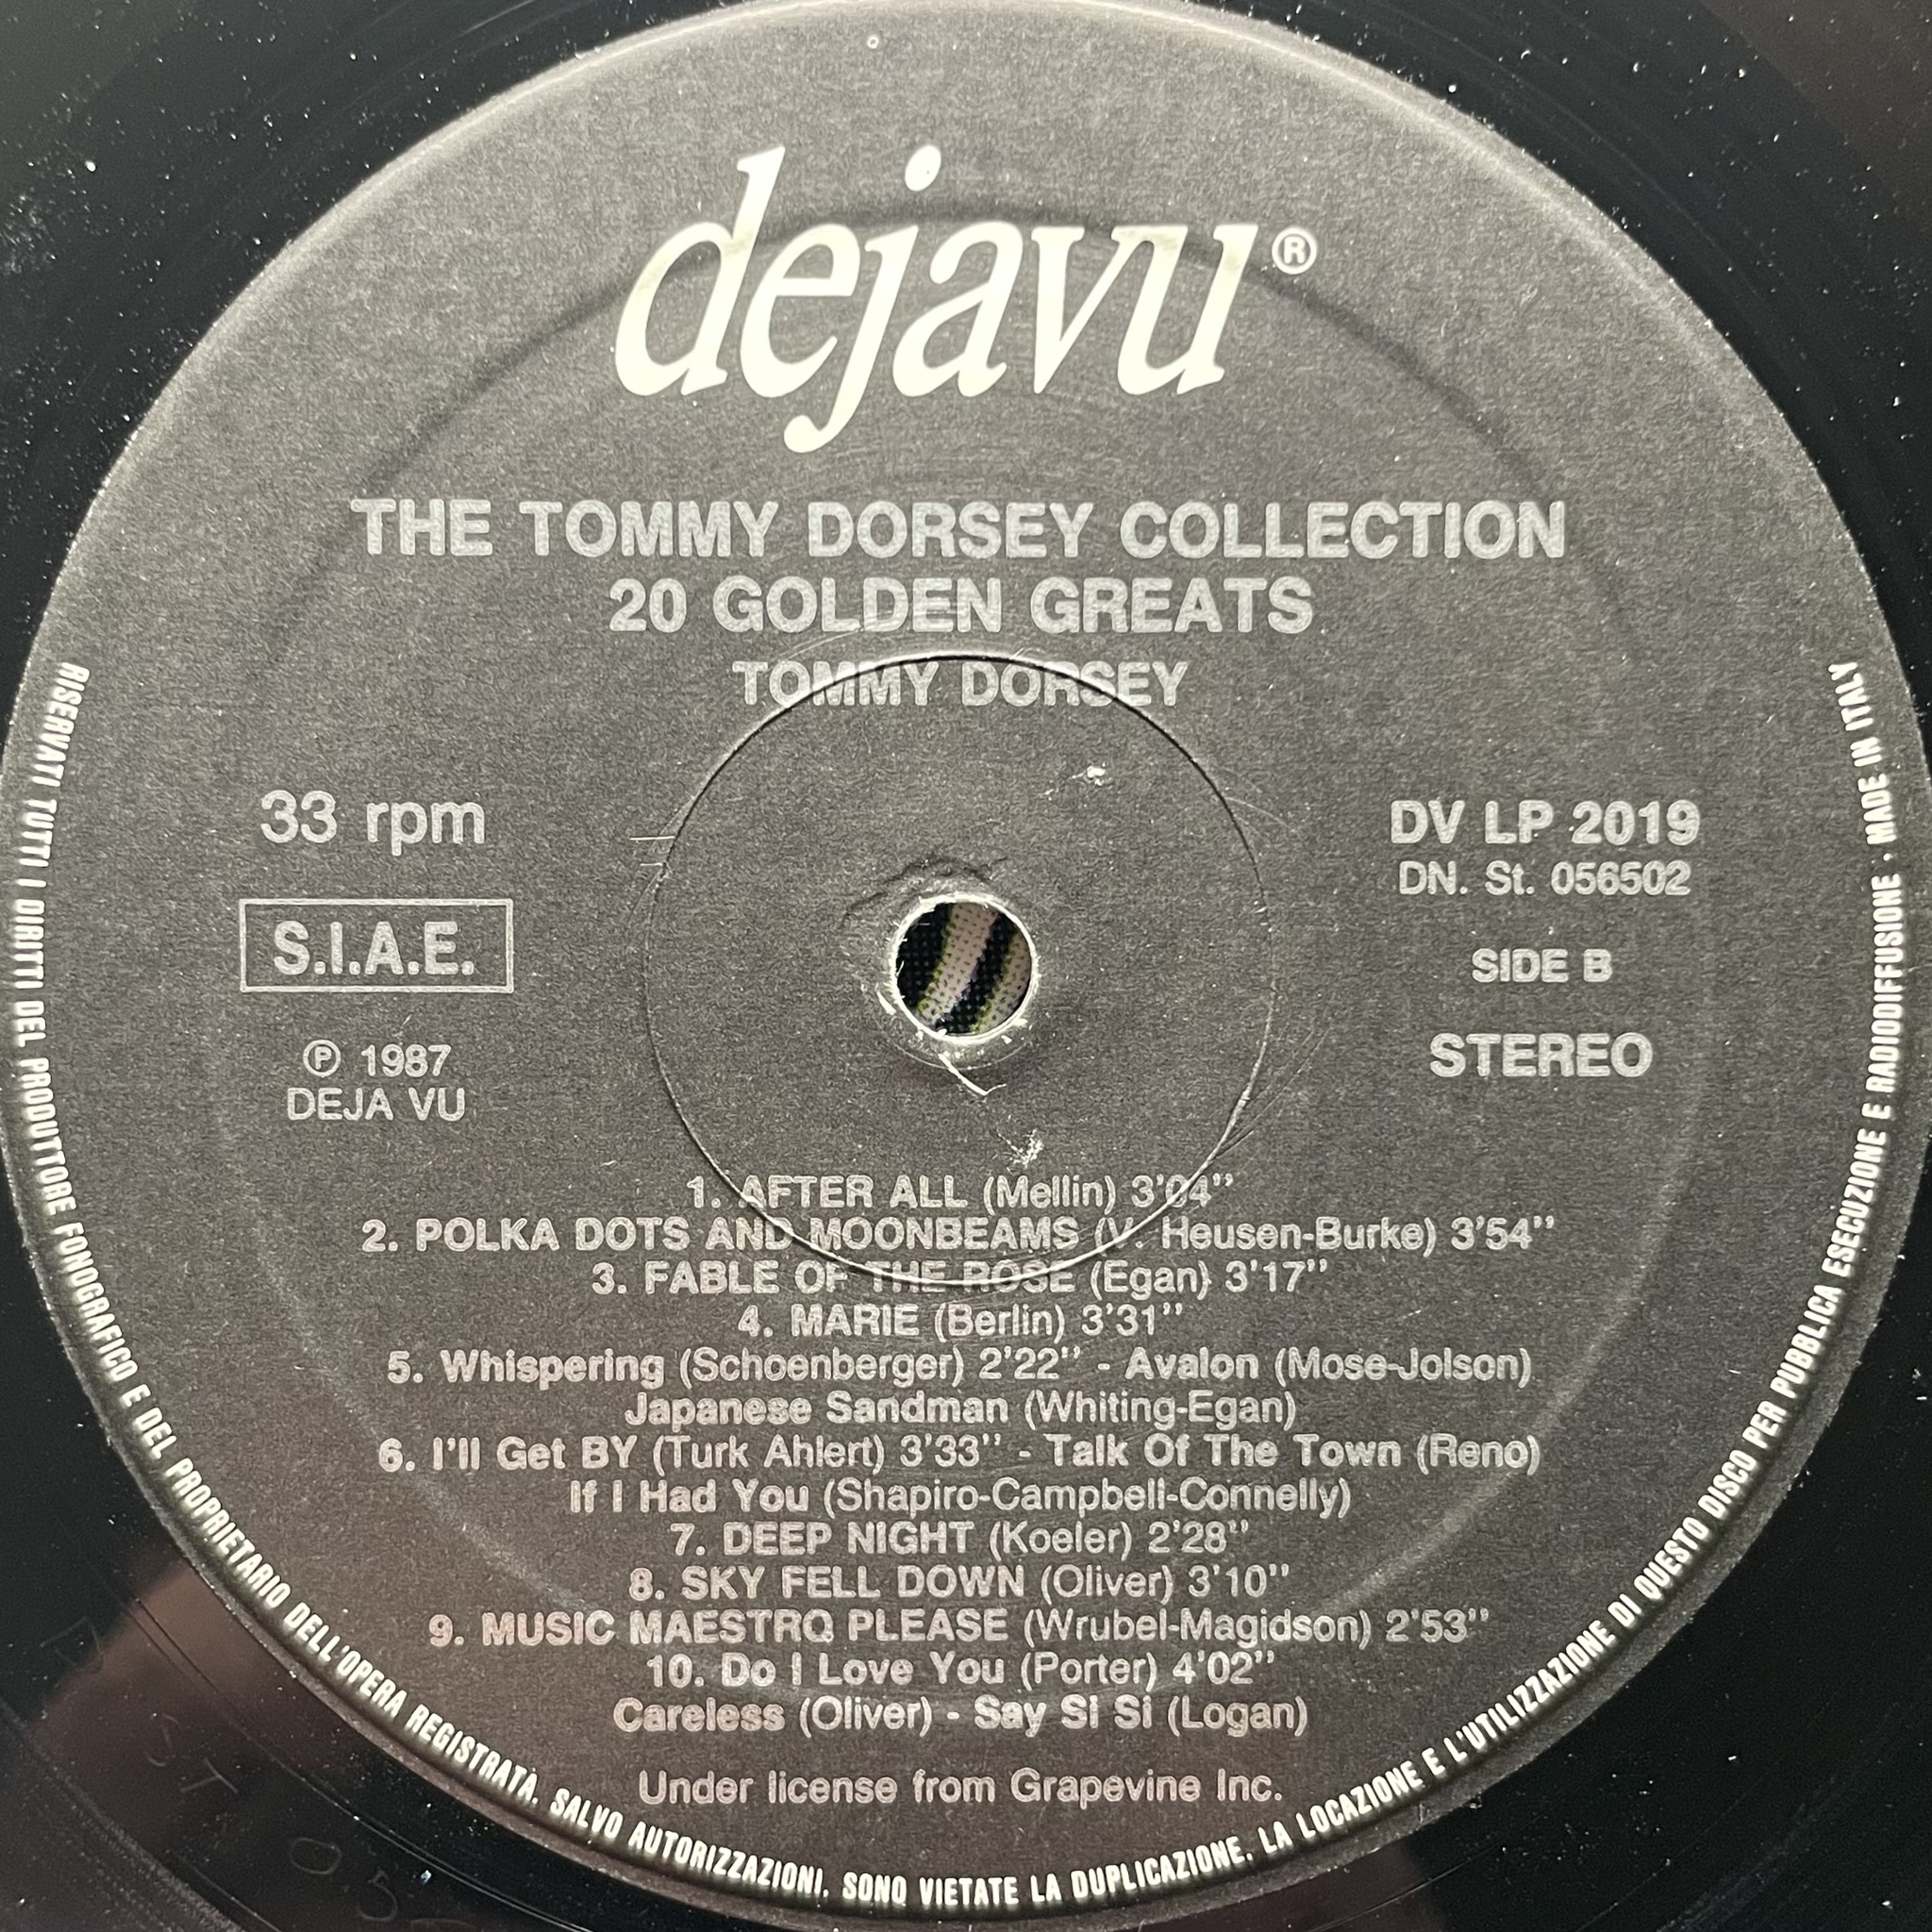 dejavu®
THE TOMMY DORSEY COLLECTION
20 GOLDEN GREATS
TOMMY DORSEY
33 rpm
S.I.A.E.
℗ 1987
DEJA VU
DV LP 2019
DN. St. 056502
SIDE B
STEREO
1. AFTER ALL (Mellin) 3'04''
2. POLKA DOTS AND MOONBEAMS (V. Heusen-Burke) 3'54''
3. FABLE OF THE ROSE (Egan) 3'17''
4. MARIE (Berlin) 3'31''
5. Whispering (Schoenberger) 2'22'' - Avalon (Mose-Jolson)
Japanese Sandman (Whiting-Egan)
6. I'll Get BY (Turk Ahlert) 3'33'' - Talk Of The Town (Reno)
If I Had You (Shapiro-Campbell-Connelly)
7. DEEP NIGHT (Koeler) 2'28''
8. SKY FELL DOWN (Oliver) 3'10''
9. MUSIC MAESTRO PLEASE (Wrubel-Magidson) 2'53''
10. Do I Love You (Porter) 4'02''
Careless (Oliver) - Say Si Si (Logan)
Under license from Grapevine Inc.
RISERVATI TUTTI I DIRITTI DEL PRODUTTORE FONOGRAFICO E DEL PROPRIETARIO DELL'OPERA REGISTRATA. SALVO AUTORIZZAZIONI. SONO VIETATE LA DUPLICAZIONE. LA LOCAZIONE E L'UTILIZZAZIONE DI QUESTO DISCO PER PUBBLICA ESECUZIONE E RADIODIFFUSIONE · MADE IN ITALY